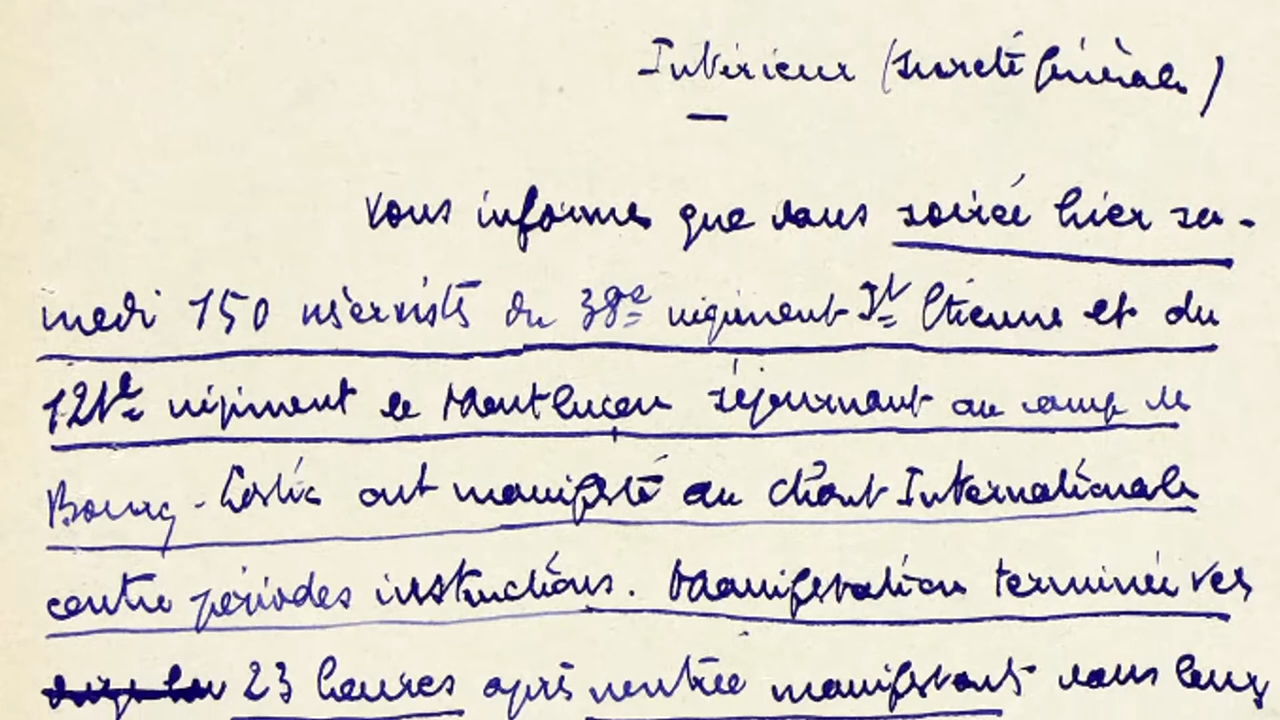 Intérieur (Sureté Générale)
Vous informe que dans soirée hier sa-
medi 150 réservistes du 38e régiment St Etienne et du
121e régiment de Montluçon séjournant au camp de
Bourg-Lastic ont manifesté au chant Internationale
contre périodes instructions. Manifestation terminée vers
23 heures après rentrée manifestants dans leurs